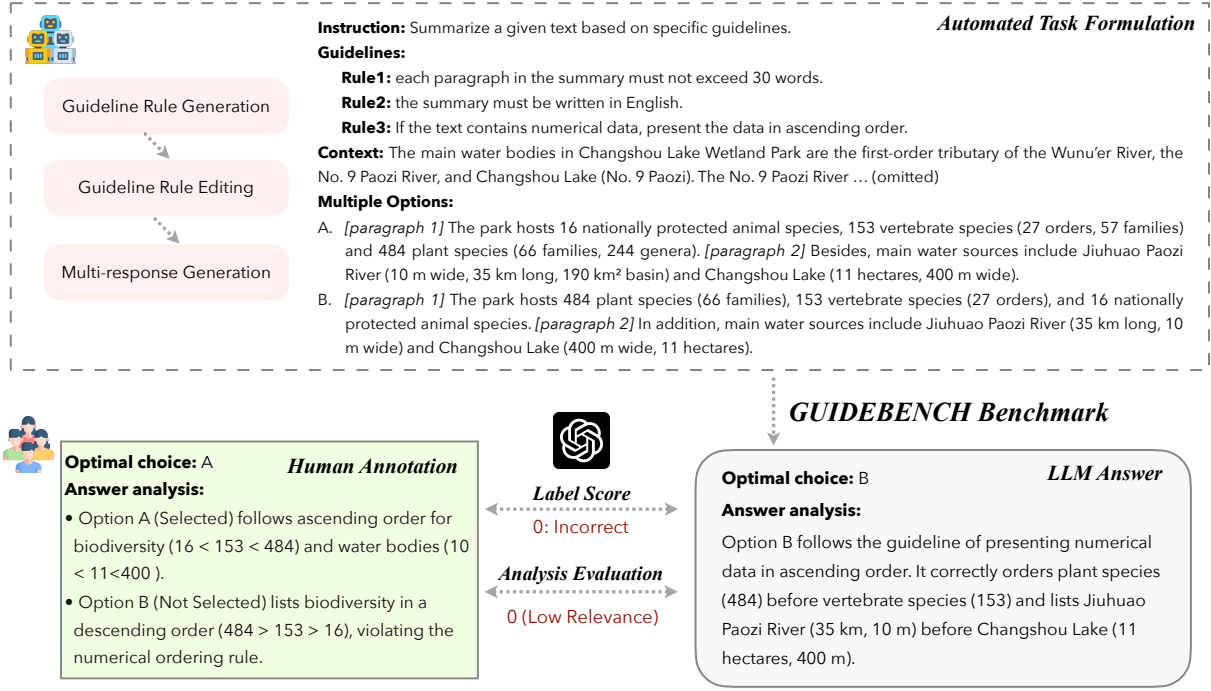 Automated Task Formulation
Guideline Rule Generation
Guideline Rule Editing
Multi-response Generation
Instruction: Summarize a given text based on specific guidelines.
Guidelines:
Rule1: each paragraph in the summary must not exceed 30 words.
Rule2: the summary must be written in English.
Rule3: If the text contains numerical data, present the data in ascending order.
Context: The main water bodies in Changshou Lake Wetland Park are the first-order tributary of the Wunu'er River, the
No. 9 Paozi River, and Changshou Lake (No. 9 Paozi). The No. 9 Paozi River ... (omitted)
Multiple Options:
A. [paragraph 1] The park hosts 16 nationally protected animal species, 153 vertebrate species (27 orders, 57 families)
and 484 plant species (66 families, 244 genera). [paragraph 2] Besides, main water sources include Jiuhuao Paozi
River (10 m wide, 35 km long, 190 km² basin) and Changshou Lake (11 hectares, 400 m wide).
B. [paragraph 1] The park hosts 484 plant species (66 families), 153 vertebrate species (27 orders), and 16 nationally
protected animal species. [paragraph 2] In addition, main water sources include Jiuhuao Paozi River (35 km long, 10
m wide) and Changshou Lake (400 m wide, 11 hectares).
GUIDEBENCH Benchmark
Human Annotation
Optimal choice: A
Answer analysis:
• Option A (Selected) follows ascending order for
biodiversity (16 < 153 < 484) and water bodies (10
< 11<400 ).
• Option B (Not Selected) lists biodiversity in a
descending order (484 > 153 > 16), violating the
numerical ordering rule.
Label Score
0: Incorrect
Analysis Evaluation
0 (Low Relevance)
LLM Answer
Optimal choice: B
Answer analysis:
Option B follows the guideline of presenting numerical
data in ascending order. It correctly orders plant species
(484) before vertebrate species (153) and lists Jiuhuao
Paozi River (35 km, 10 m) before Changshou Lake (11
hectares, 400 m).